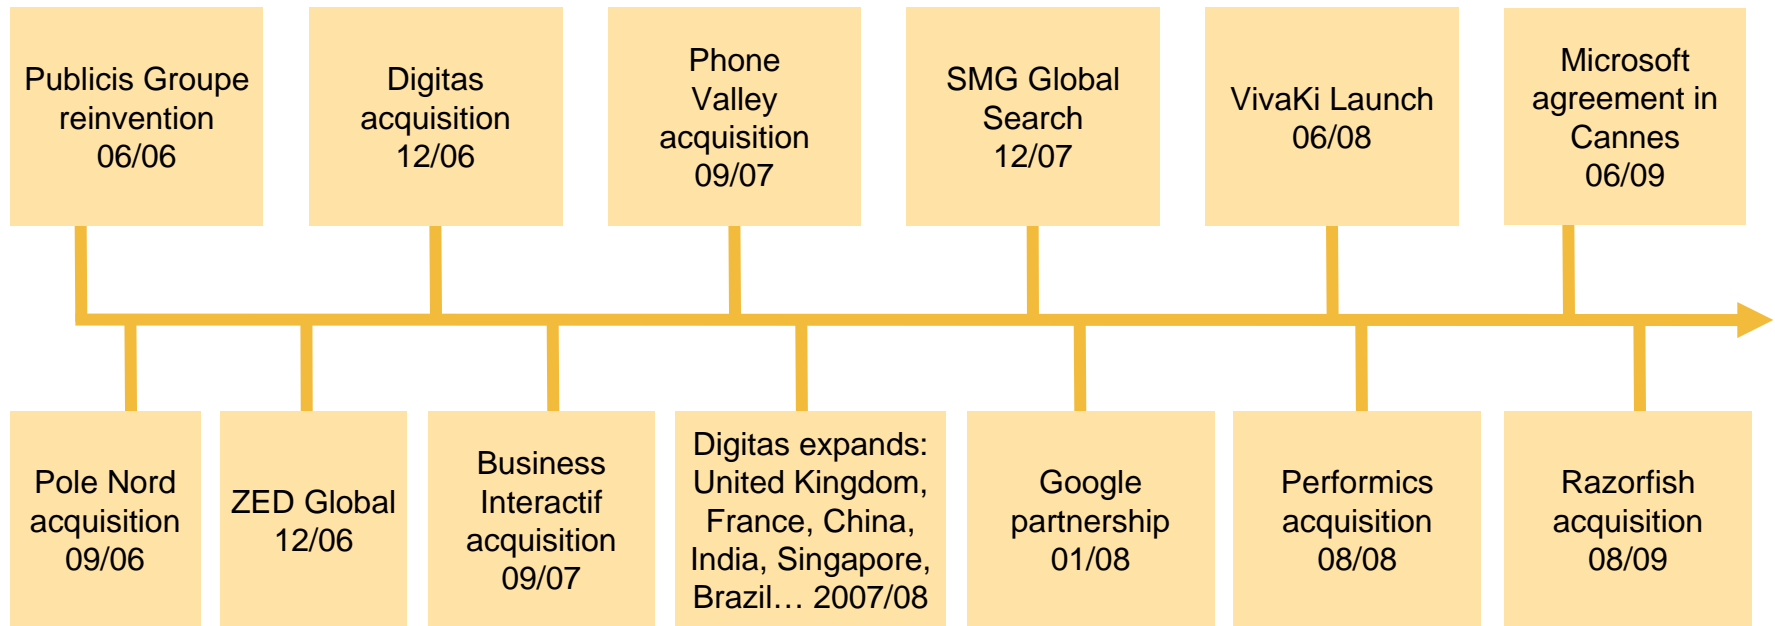 Publicis Groupe
reinvention
06/06
Digitas
acquisition
12/06
Phone
Valley
acquisition
09/07
SMG Global
Search
12/07
VivaKi Launch
06/08
Microsoft
agreement in
Cannes
06/09
Pole Nord
acquisition
09/06
ZED Global
12/06
Business
Interactif
acquisition
09/07
Digitas expands:
United Kingdom,
France, China,
India, Singapore,
Brazil… 2007/08
Google
partnership
01/08
Performics
acquisition
08/08
Razorfish
acquisition
08/09